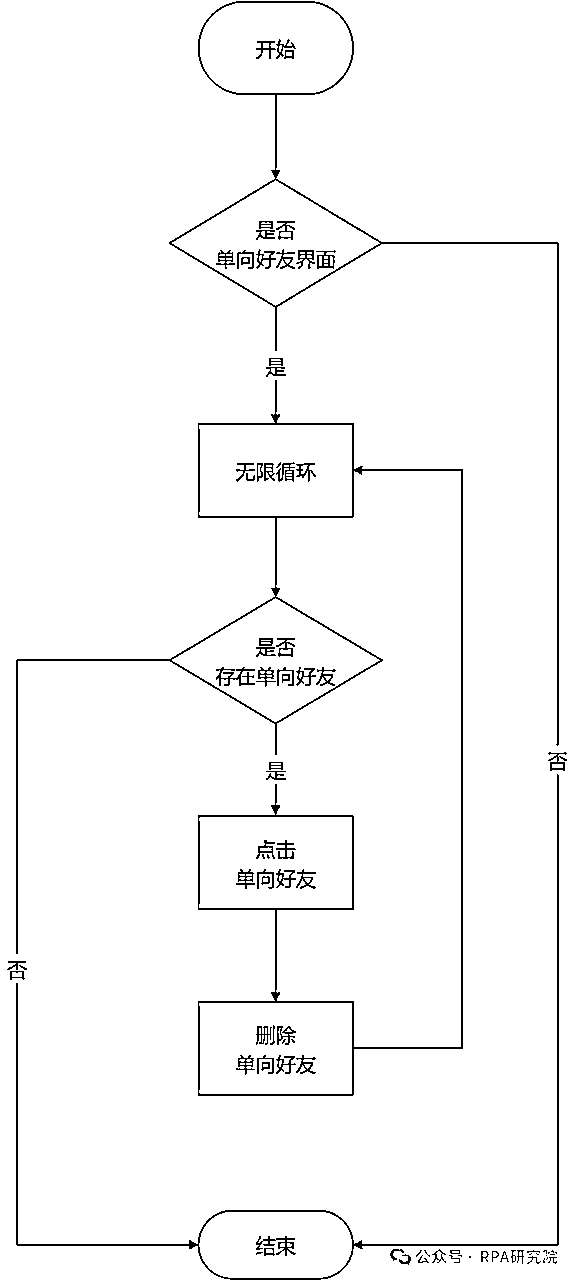 开始
是否
单向好友界面
是
无限循环
是否
存在单向好友
否
是
点击
单向好友
否
删除
单向好友
结束
公众号·RPA研究院